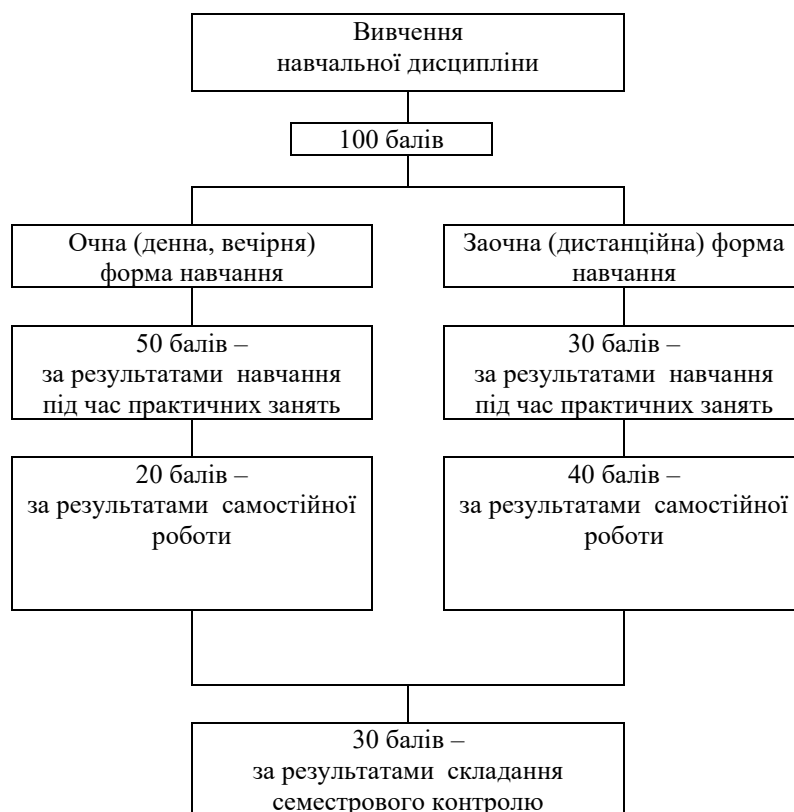 Вивчення
навчальної дисципліни
100 балів
Очна (денна, вечірня)
форма навчання
Заочна (дистанційна) форма
навчання
50 балів –
за результатами навчання
під час практичних занять
30 балів –
за результатами навчання
під час практичних занять
20 балів –
за результатами самостійної
роботи
40 балів –
за результатами самостійної
роботи
30 балів –
за результатами складання
семестрового контролю